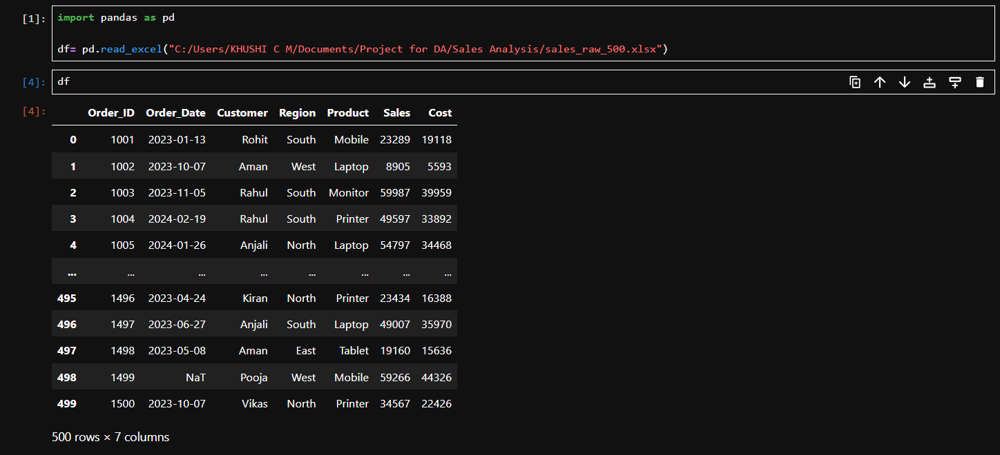 [1]: import pandas as pd
df= pd.read_excel("C:/Users/KHUSHI C M/Documents/Project for DA/Sales Analysis/sales_raw_500.xlsx")
[4]: df
[4]:
Order_ID Order_Date Customer Region Product Sales Cost
0 1001 2023-01-13 Rohit South Mobile 23289 19118
1 1002 2023-10-07 Aman West Laptop 8905 5593
2 1003 2023-11-05 Rahul South Monitor 59987 39959
3 1004 2024-02-19 Rahul South Printer 49597 33892
4 1005 2024-01-26 Anjali North Laptop 54797 34468
... ... ... ... ... ... ... ...
495 1496 2023-04-24 Kiran North Printer 23434 16388
496 1497 2023-06-27 Anjali South Laptop 49007 35970
497 1498 2023-05-08 Aman East Tablet 19160 15636
498 1499 NaT Pooja West Mobile 59266 44326
499 1500 2023-10-07 Vikas North Printer 34567 22426
500 rows × 7 columns